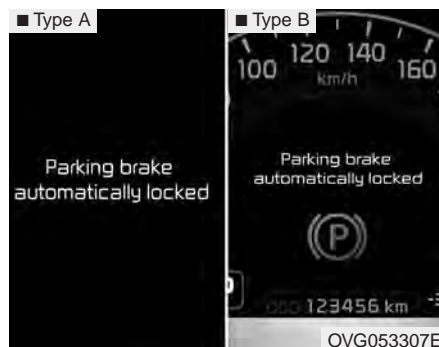 ■ Type A
Parking brake
automatically locked
■ Type B
100 120 140 160
km/h
Parking brake
automatically locked
(P)
123456 km
OVG053307E